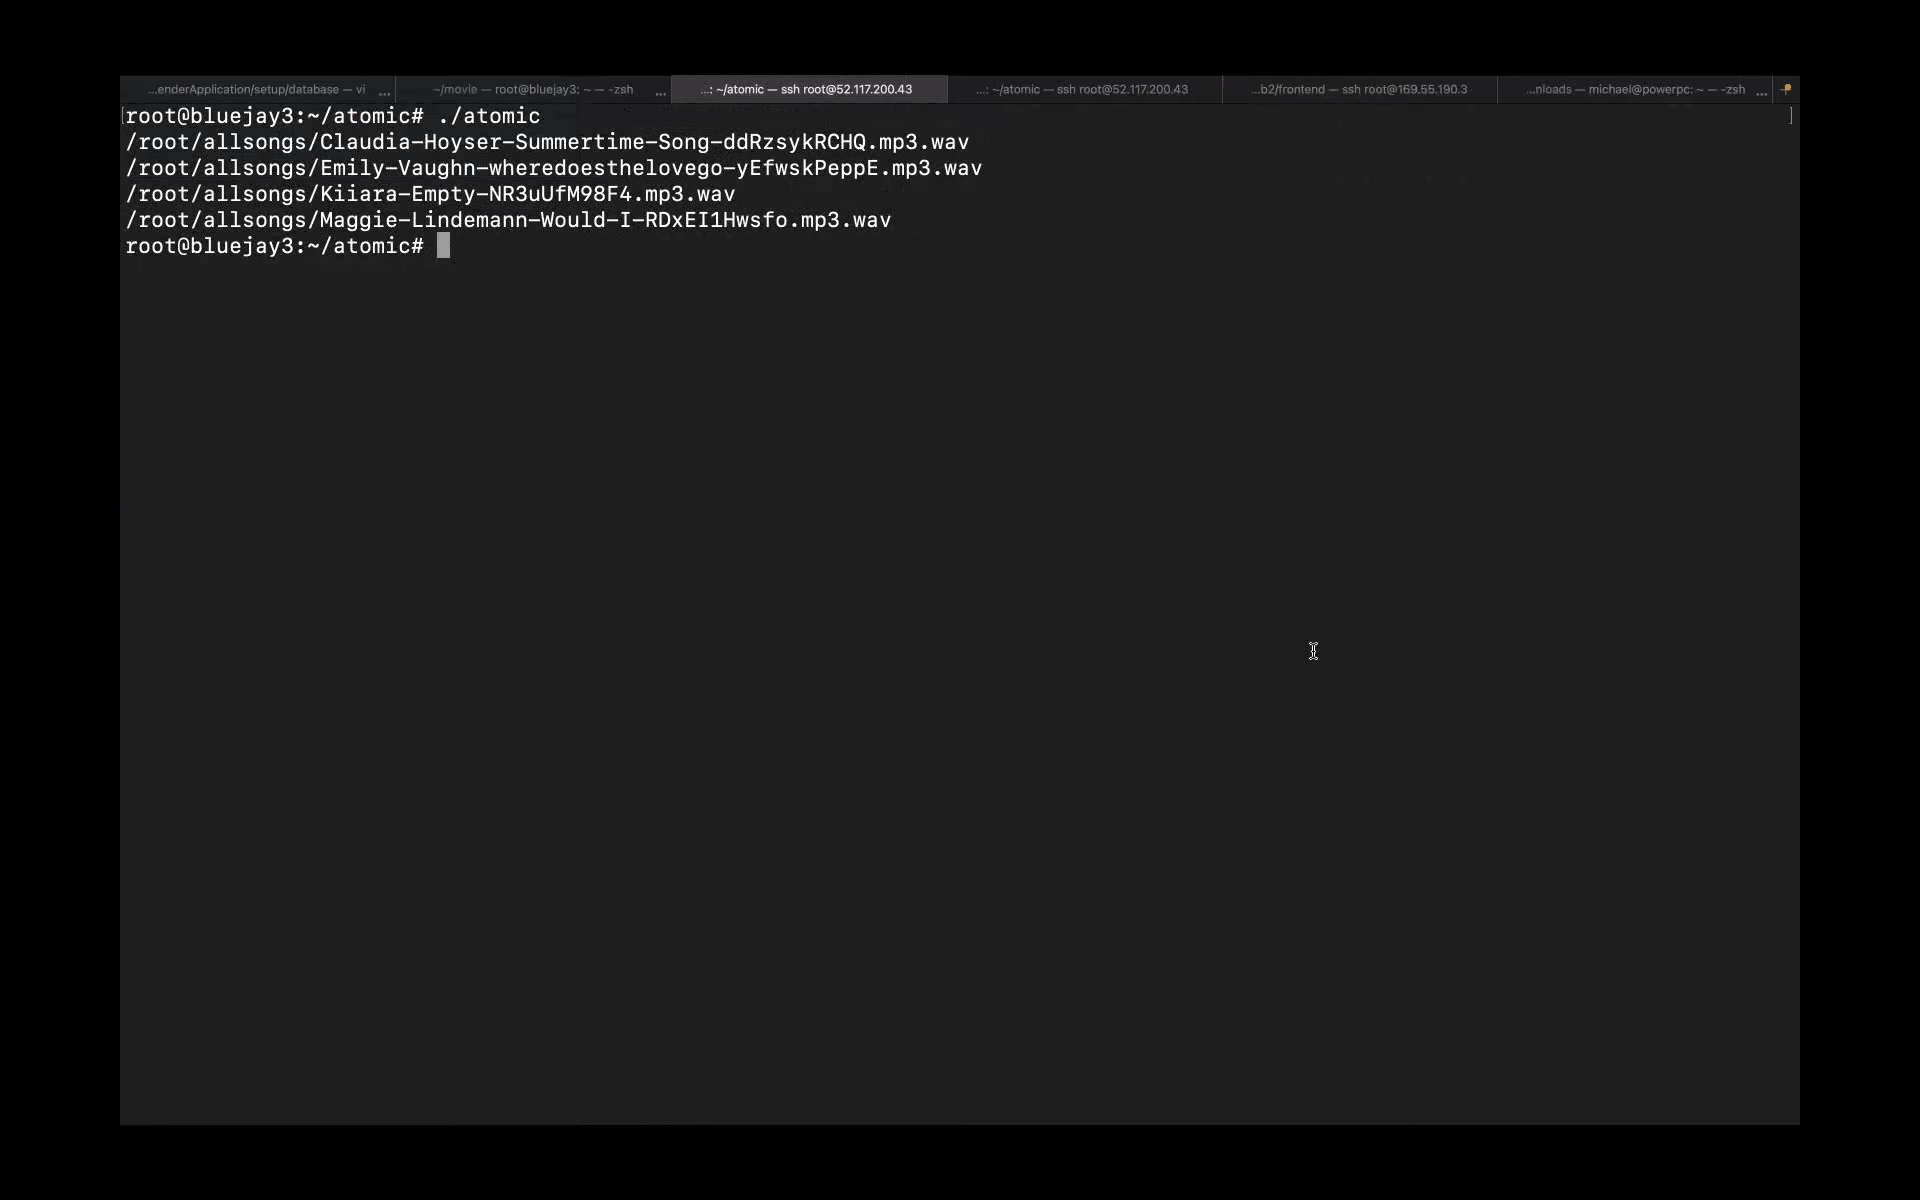 ...enderApplication/setup/database — vi ...
~/movie — root@bluejay3: ~ — -zsh ...
...: ~/atomic — ssh root@52.117.200.43
...: ~/atomic — ssh root@52.117.200.43
...b2/frontend — ssh root@169.55.190.3
...nloads — michael@powerpc: ~ — -zsh ...
[root@bluejay3:~/atomic# ./atomic ]
/root/allsongs/Claudia-Hoyser-Summertime-Song-ddRzsykRCHQ.mp3.wav
/root/allsongs/Emily-Vaughn-wheredoesthelovego-yEfwskPeppE.mp3.wav
/root/allsongs/Kiiara-Empty-NR3uUfM98F4.mp3.wav
/root/allsongs/Maggie-Lindemann-Would-I-RDxEI1Hwsfo.mp3.wav
root@bluejay3:~/atomic#